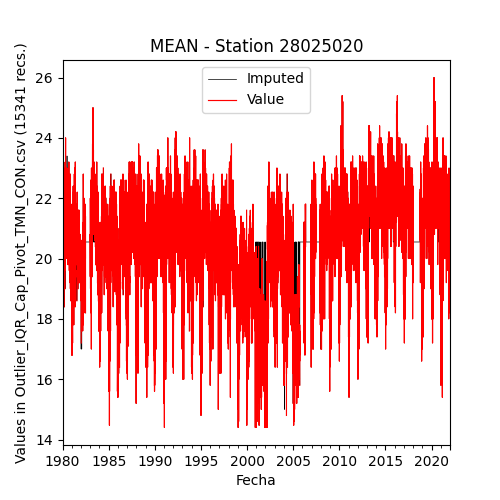 MEAN - Station 28025020
Imputed
Value
Values in Outlier_IQR_Cap_Pivot_TMN_CON.csv (15341 recs.)
26
24
22
20
18
16
14
1980 1985 1990 1995 2000 2005 2010 2015 2020
Fecha